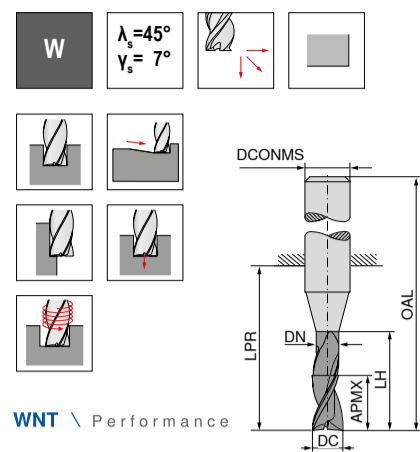 W
λs=45°
γs= 7°
DCONMS
OAL
LPR
DN
LH
APMX
DC
WNT \ Performance